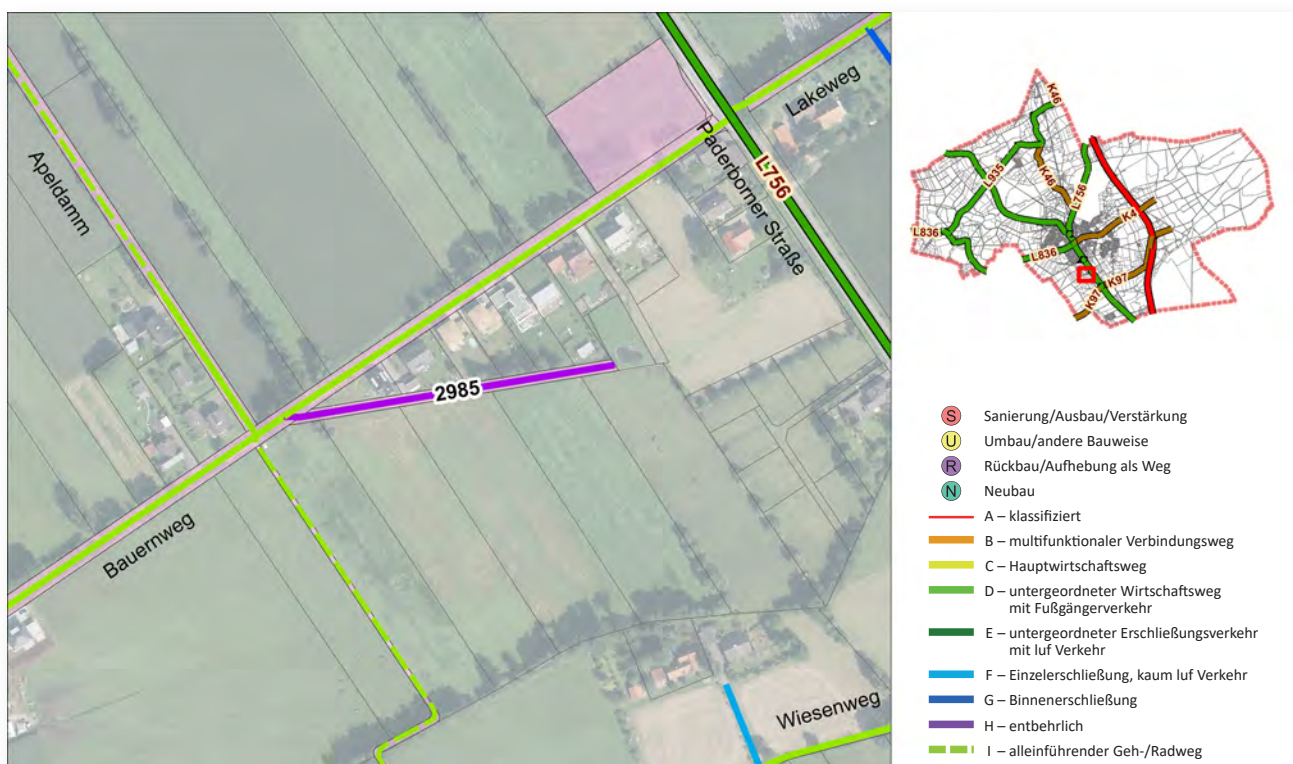 Apeldamm
Lakeweg
Paderborner Straße
L756
2985
Bauernweg
Wiesenweg
K46
L935
K46
L756
K4
L836
L836
K97
K97
S Sanierung/Ausbau/Verstärkung
U Umbau/andere Bauweise
R Rückbau/Aufhebung als Weg
N Neubau
A – klassifiziert
B – multifunktionaler Verbindungsweg
C – Hauptwirtschaftsweg
D – untergeordneter Wirtschaftsweg
mit Fußgängerverkehr
E – untergeordneter Erschließungsverkehr
mit luf Verkehr
F – Einzelerschließung, kaum luf Verkehr
G – Binnenerschließung
H – entbehrlich
I – alleinführender Geh-/Radweg